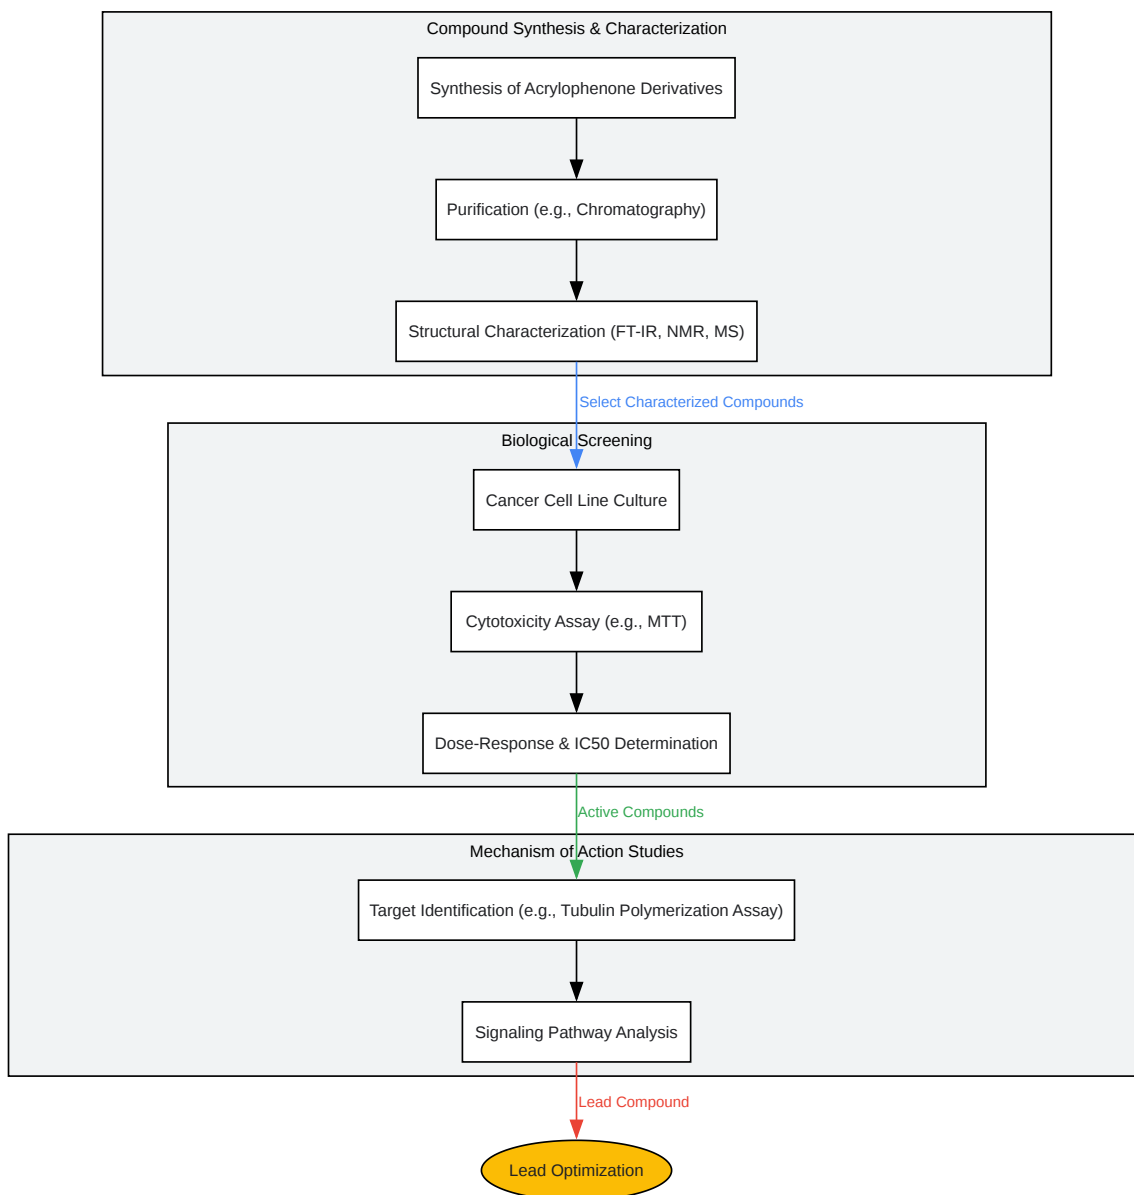 Compound Synthesis & Characterization
Synthesis of Acrylophenone Derivatives
Purification (e.g., Chromatography)
Structural Characterization (FT-IR, NMR, MS)
Select Characterized Compounds
Biological Screening
Cancer Cell Line Culture
Cytotoxicity Assay (e.g., MTT)
Dose-Response & IC50 Determination
Active Compounds
Mechanism of Action Studies
Target Identification (e.g., Tubulin Polymerization Assay)
Signaling Pathway Analysis
Lead Compound
Lead Optimization